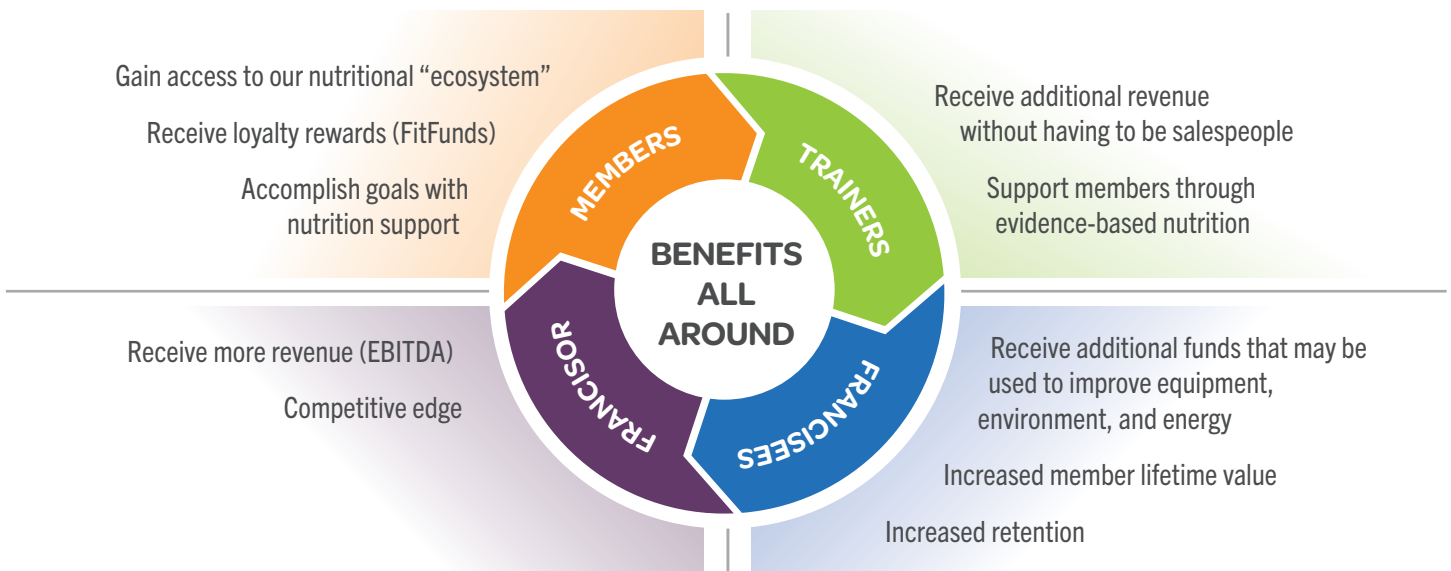 Gain access to our nutritional “ecosystem”
Receive loyalty rewards (FitFunds)
Accomplish goals with
nutrition support
MEMBERS
TRAINERS
Receive additional revenue
without having to be salespeople
Support members through
evidence-based nutrition
BENEFITS
ALL
AROUND
Receive more revenue (EBITDA)
Competitive edge
FRANCISOR
FRANCISEES
Receive additional funds that may be
used to improve equipment,
environment, and energy
Increased member lifetime value
Increased retention